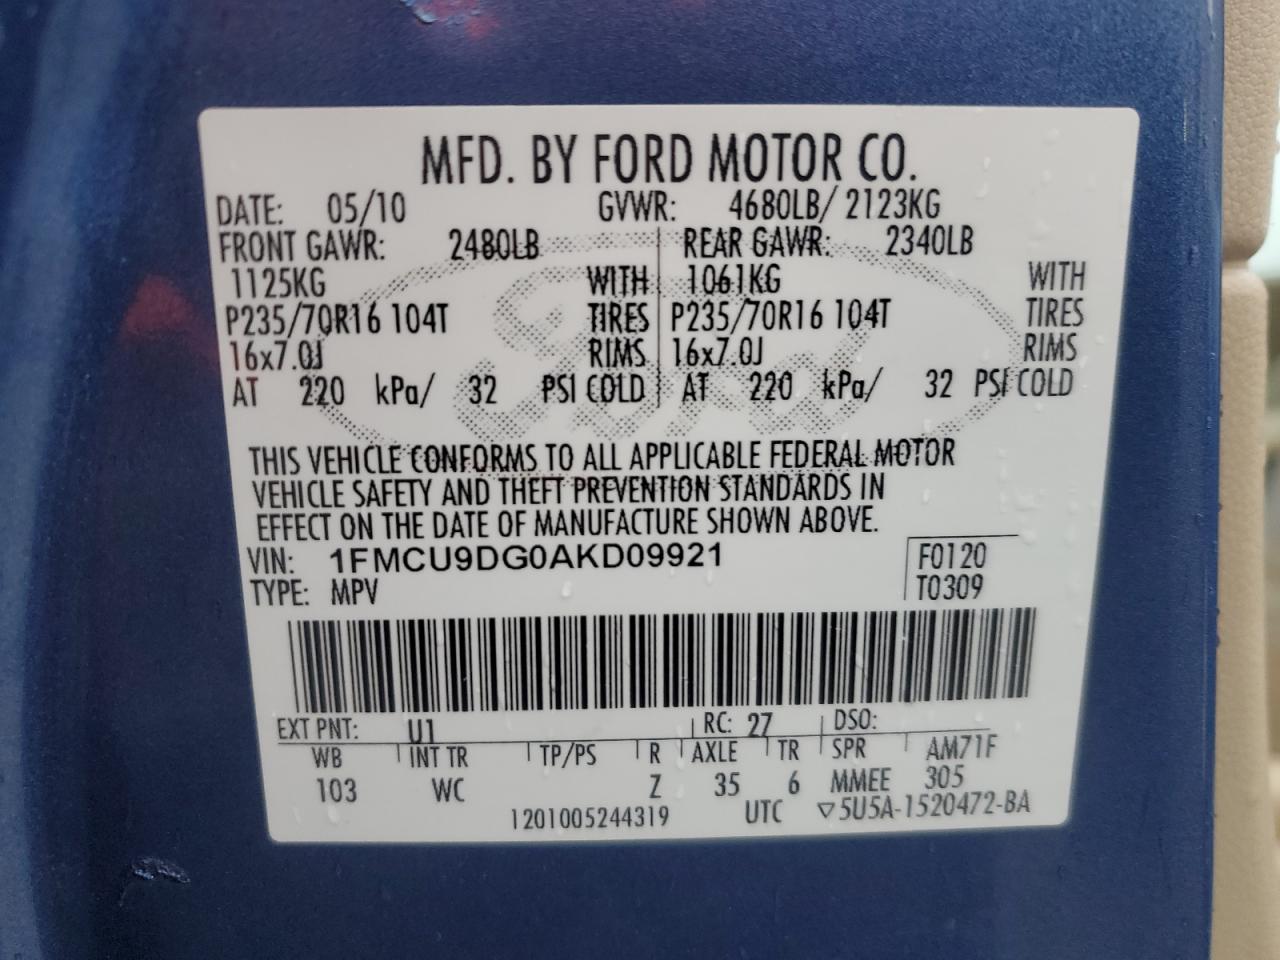 MFD. BY FORD MOTOR CO.
DATE: 05/10 GVWR: 4680LB/ 2123KG
FRONT GAWR: 2480LB REAR GAWR: 2340LB
1125KG WITH 1061KG WITH
P235/70R16 104T TIRES P235/70R16 104T TIRES
16x7.0J RIMS 16x7.0J RIMS
AT 220 kPa/ 32 PSI COLD AT 220 kPa/ 32 PSI COLD
Ford
THIS VEHICLE CONFORMS TO ALL APPLICABLE FEDERAL MOTOR
VEHICLE SAFETY AND THEFT PREVENTION STANDARDS IN
EFFECT ON THE DATE OF MANUFACTURE SHOWN ABOVE.
VIN: 1FMCU9DG0AKD09921 F0120
TYPE: MPV T0309
EXT PNT: U1 RC: 27 DSO:
WB INT TR TP/PS R AXLE TR SPR AM71F
103 WC Z 35 6 MMEE 305
1201005244319 UTC ▽5U5A-1520472-BA